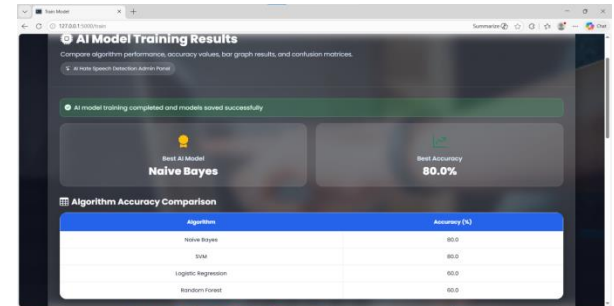 Train Model
127.0.0.1:5000/train
Summarize
Chat
AI Model Training Results
Compare algorithm performance, accuracy values, bar graph results, and confusion matrices.
AI Hate Speech Detection Admin Panel
AI model training completed and models saved successfully
Best AI Model
Naive Bayes
Best Accuracy
80.0%
Algorithm Accuracy Comparison
Algorithm Accuracy (%)
Naive Bayes 80.0
SVM 60.0
Logistic Regression 60.0
Random Forest 60.0